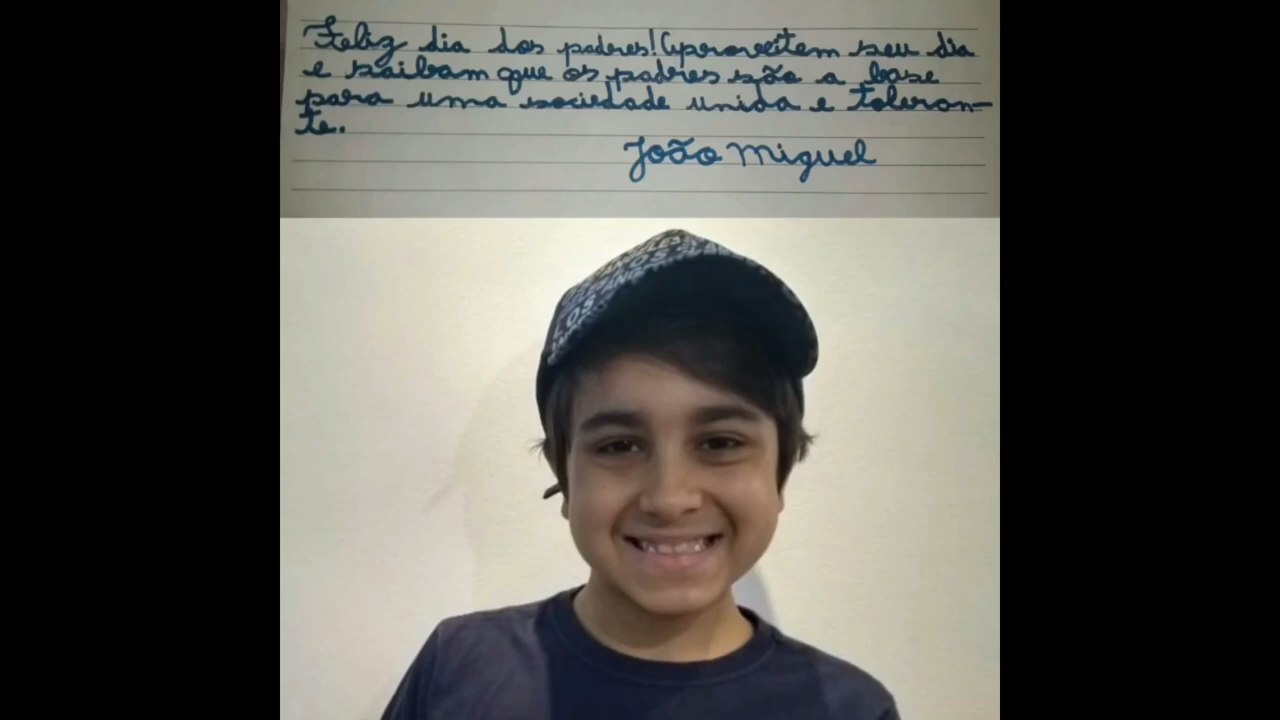 Feliz dia dos padres! Aproveitem seu dia
e saibam que os padres são a base
para uma sociedade unida e toleran-
te.
João Miguel